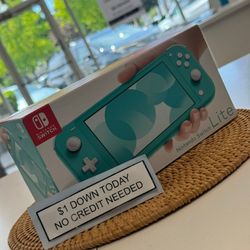 NINTENDO
SWITCH
Nintendo Switch Lite
$1 DOWN TODAY
NO CREDIT NEEDED